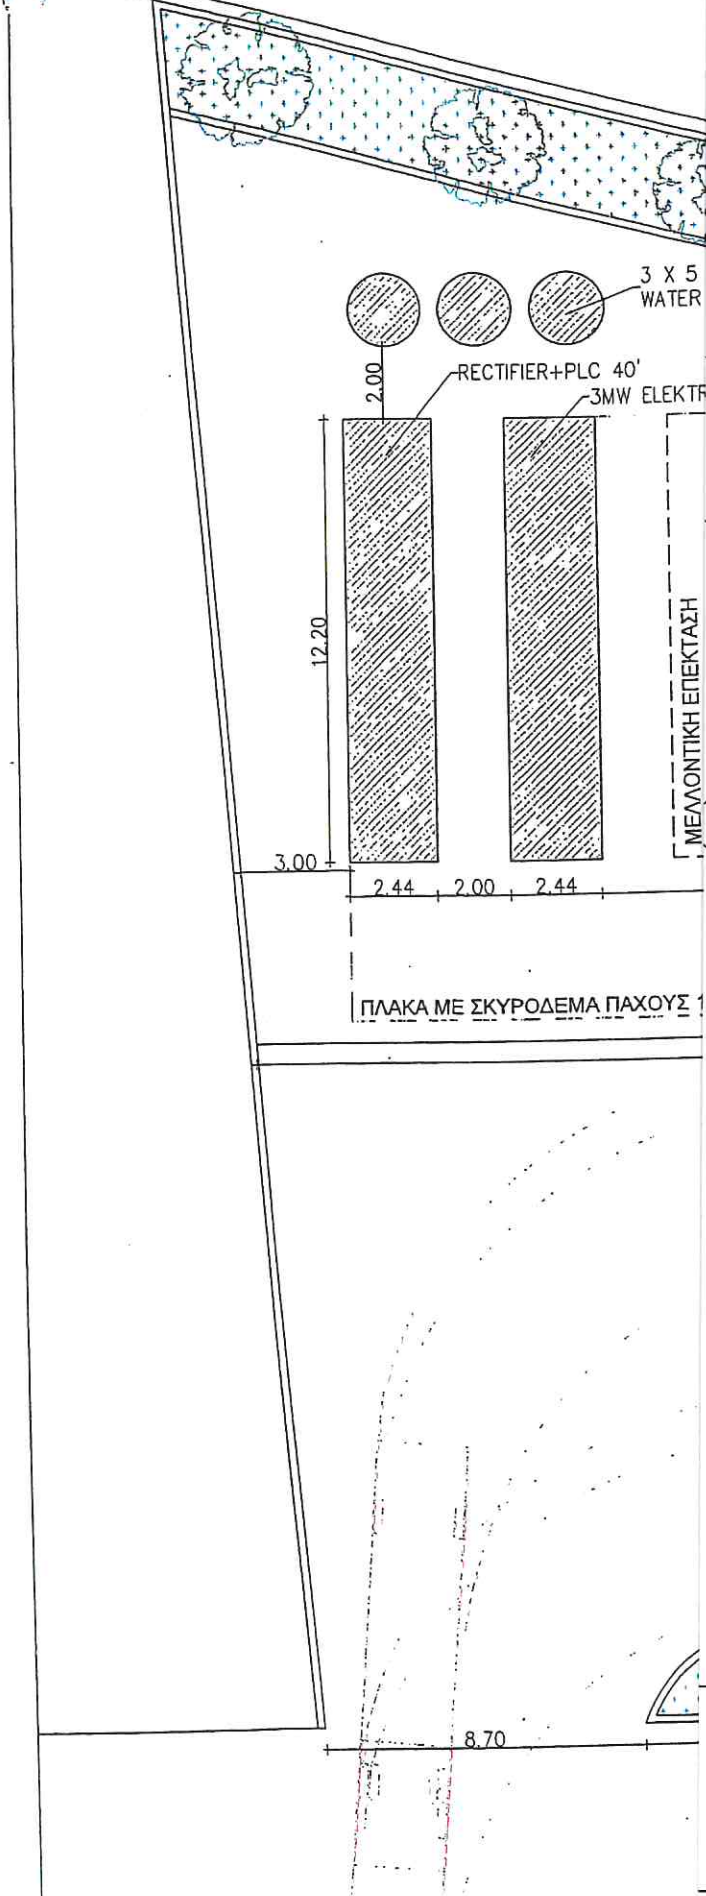 3 X 5
WATER
2.00
RECTIFIER+PLC 40'
3MW ELEKTR
12.20
ΜΕΛΛΟΝΤΙΚΗ ΕΠΕΚΤΑΣΗ
3.00
2.44
2.00
2.44
ΠΛΑΚΑ ΜΕ ΣΚΥΡΟΔΕΜΑ ΠΑΧΟΥΣ 1
8.70